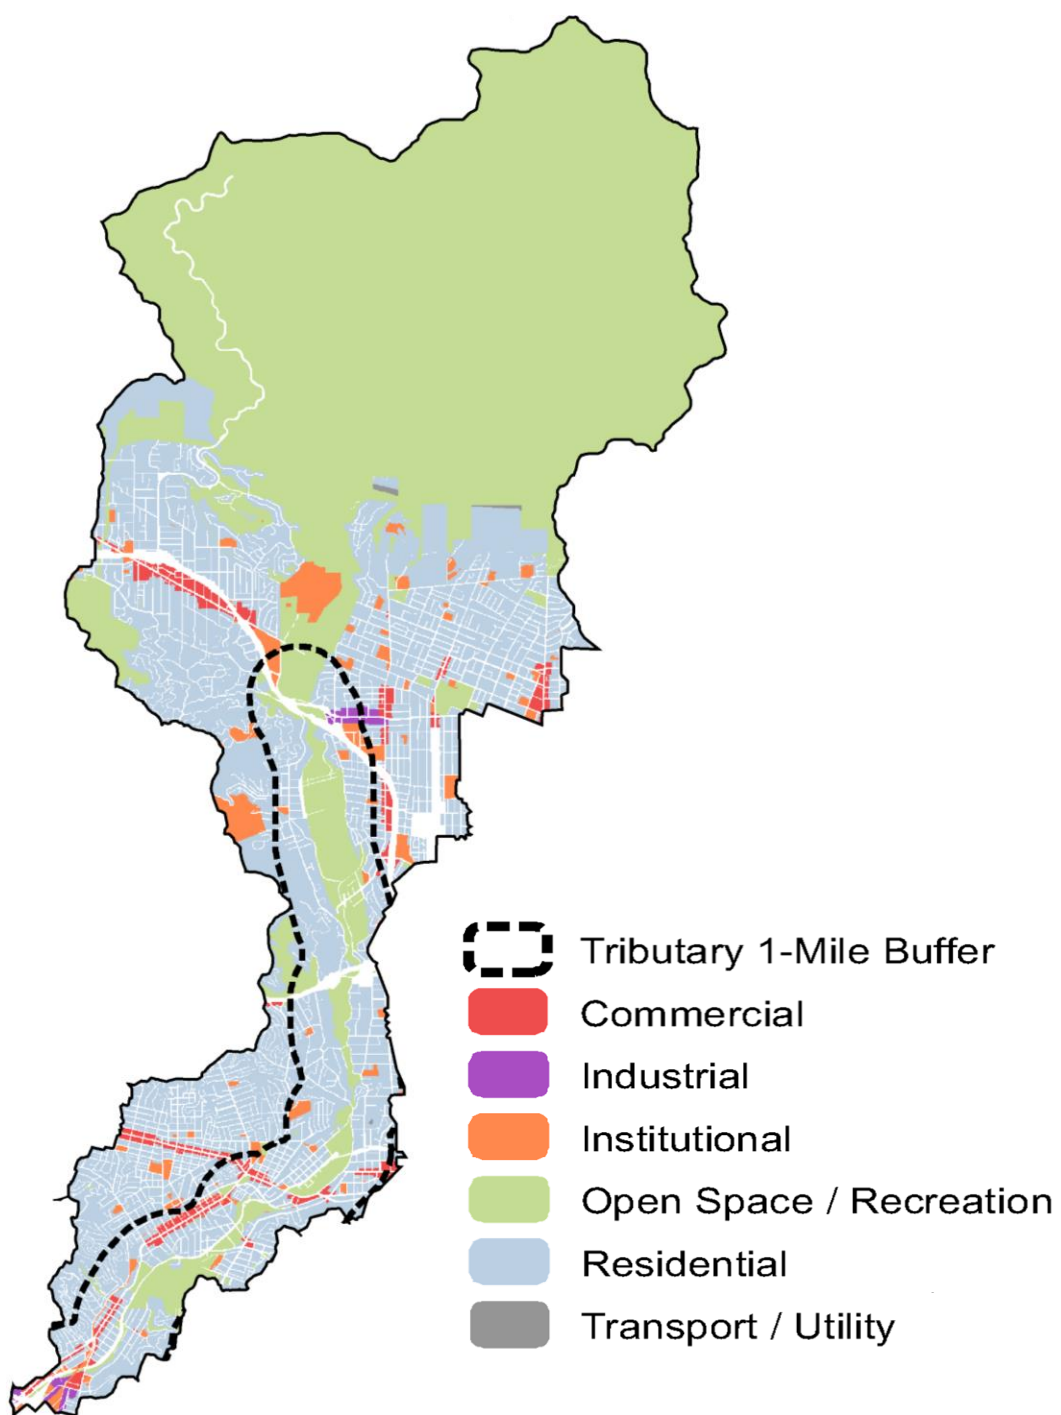 Tributary 1-Mile Buffer
Commercial
Industrial
Institutional
Open Space / Recreation
Residential
Transport / Utility